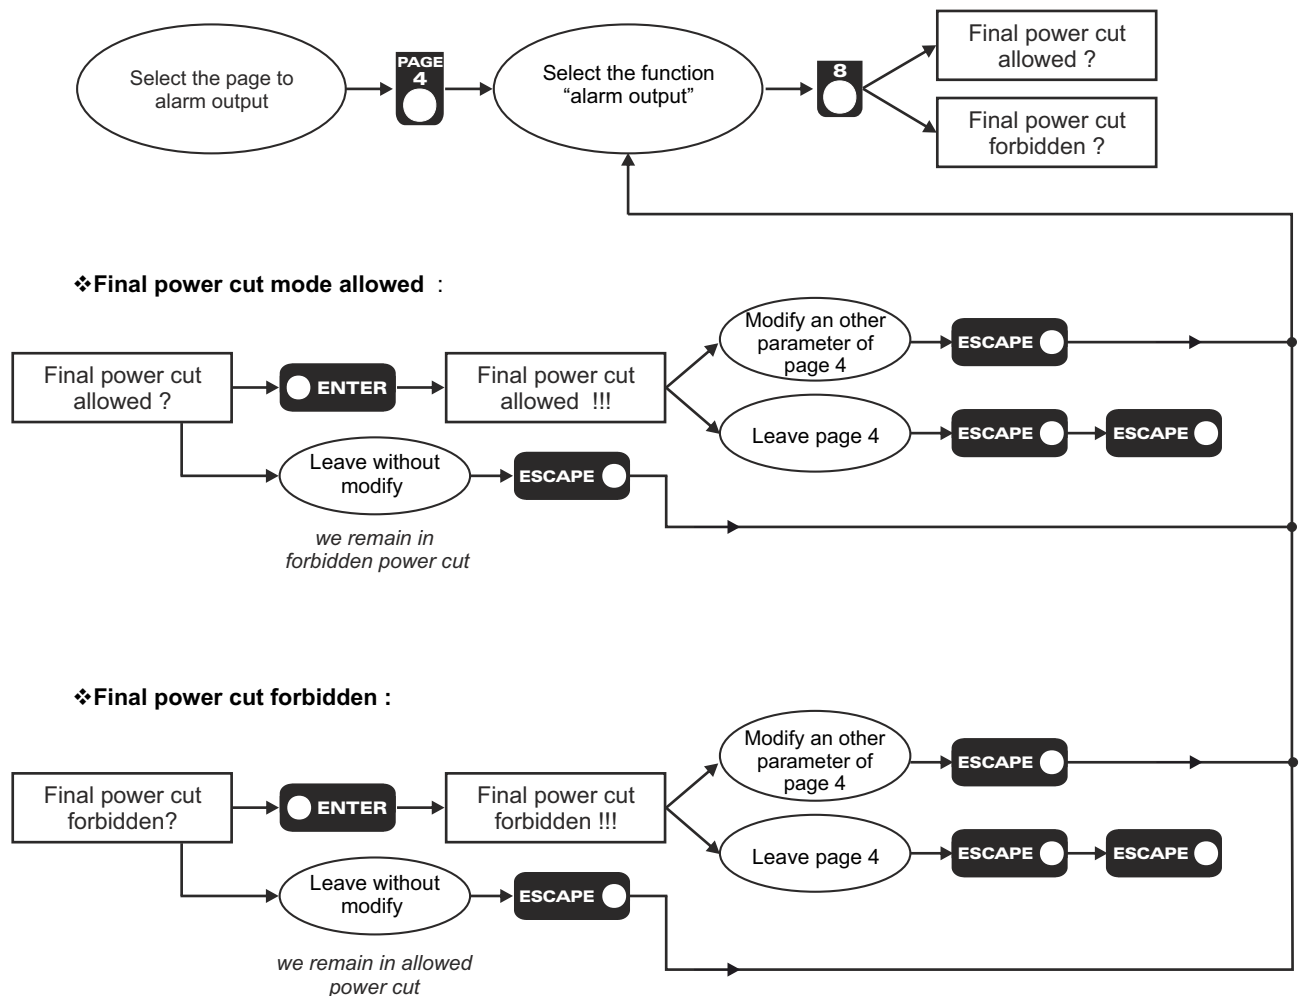 Select the page to
alarm output
PAGE
4
Select the function
“alarm output”
8
Final power cut
allowed ?
Final power cut
forbidden ?
❖Final power cut mode allowed :
Final power cut
allowed ?
ENTER
Final power cut
allowed !!!
Modify an other
parameter of
page 4
ESCAPE
Leave page 4
ESCAPE
ESCAPE
Leave without
modify
ESCAPE
we remain in
forbidden power cut
❖Final power cut forbidden :
Final power cut
forbidden?
ENTER
Final power cut
forbidden !!!
Modify an other
parameter of
page 4
ESCAPE
Leave page 4
ESCAPE
ESCAPE
Leave without
modify
ESCAPE
we remain in allowed
power cut